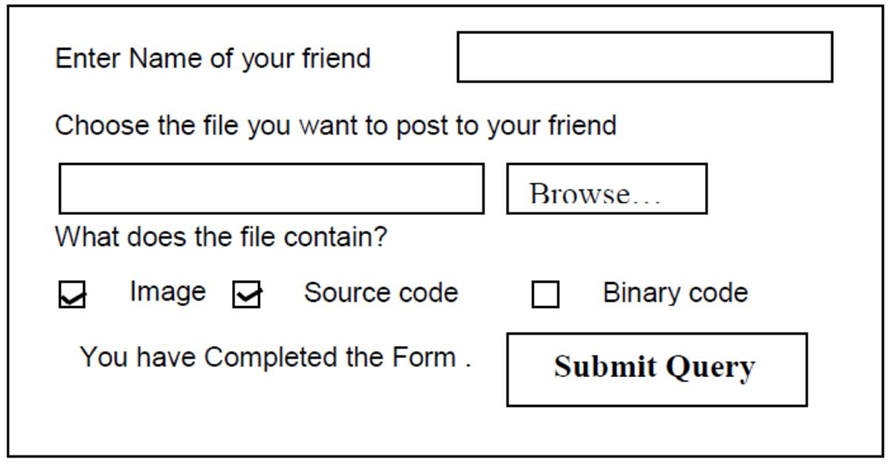 Enter Name of your friend
Choose the file you want to post to your friend
Browse...
What does the file contain?
Image Source code Binary code
You have Completed the Form . Submit Query